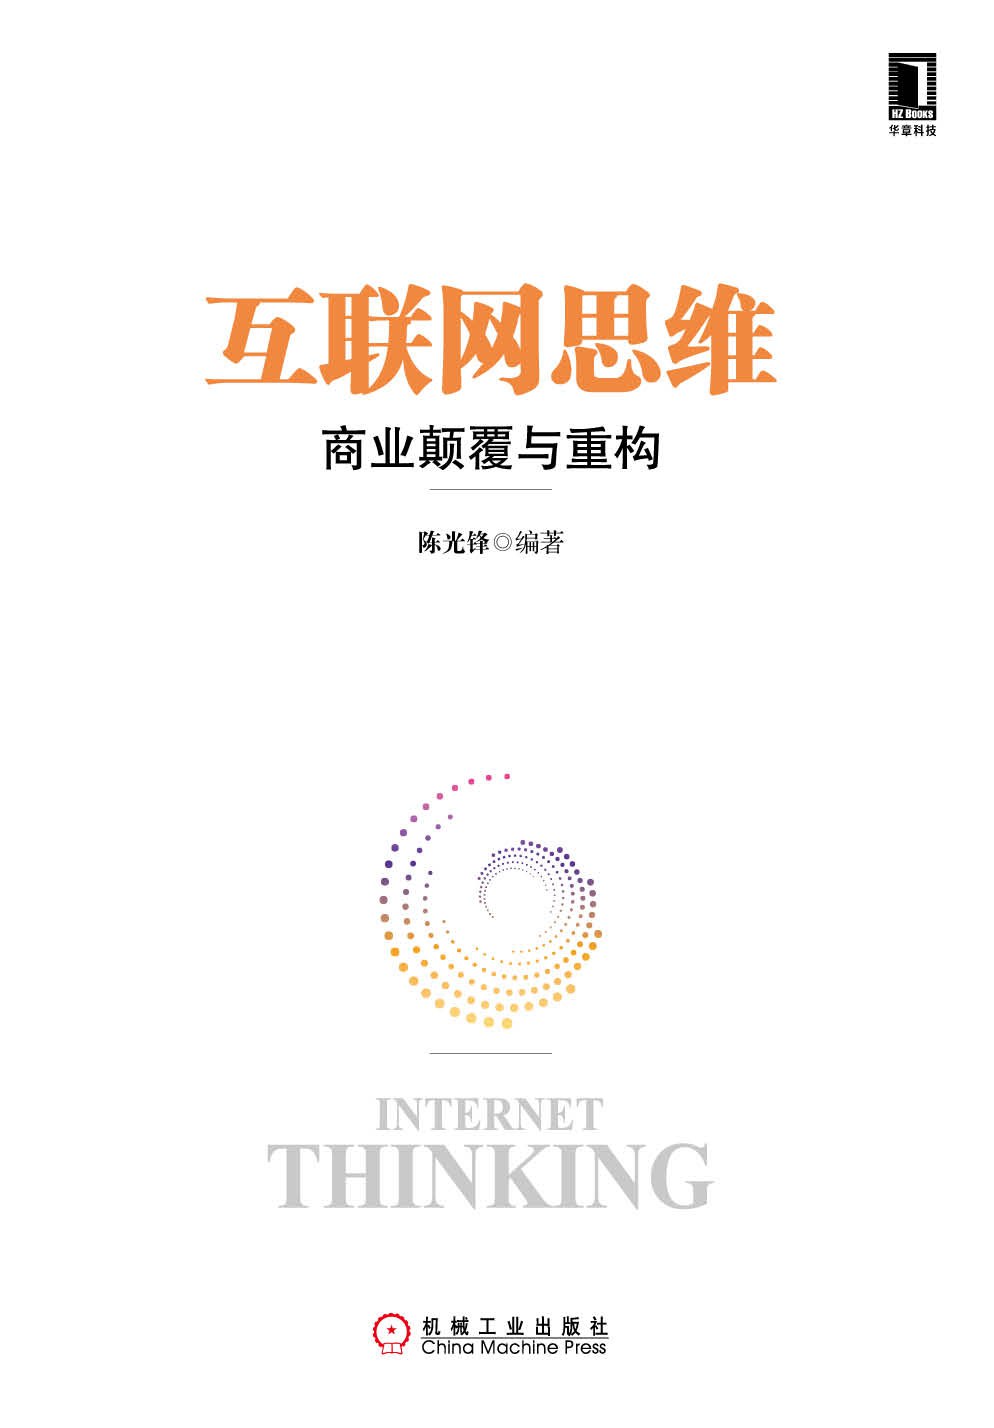 HZ BOOKS
华章科技
互联网思维
商业颠覆与重构
陈光锋◎编著
INTERNET
THINKING
机械工业出版社
China Machine Press